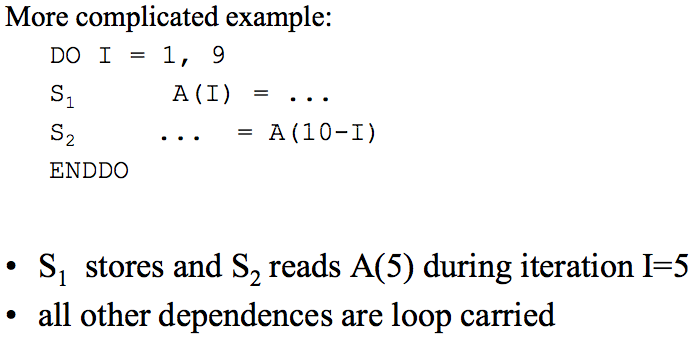 More complicated example:
DO I = 1, 9
S₁ A(I) = ...
S₂ ... = A(10-I)
ENDDO
• S₁ stores and S₂ reads A(5) during iteration I=5
• all other dependences are loop carried